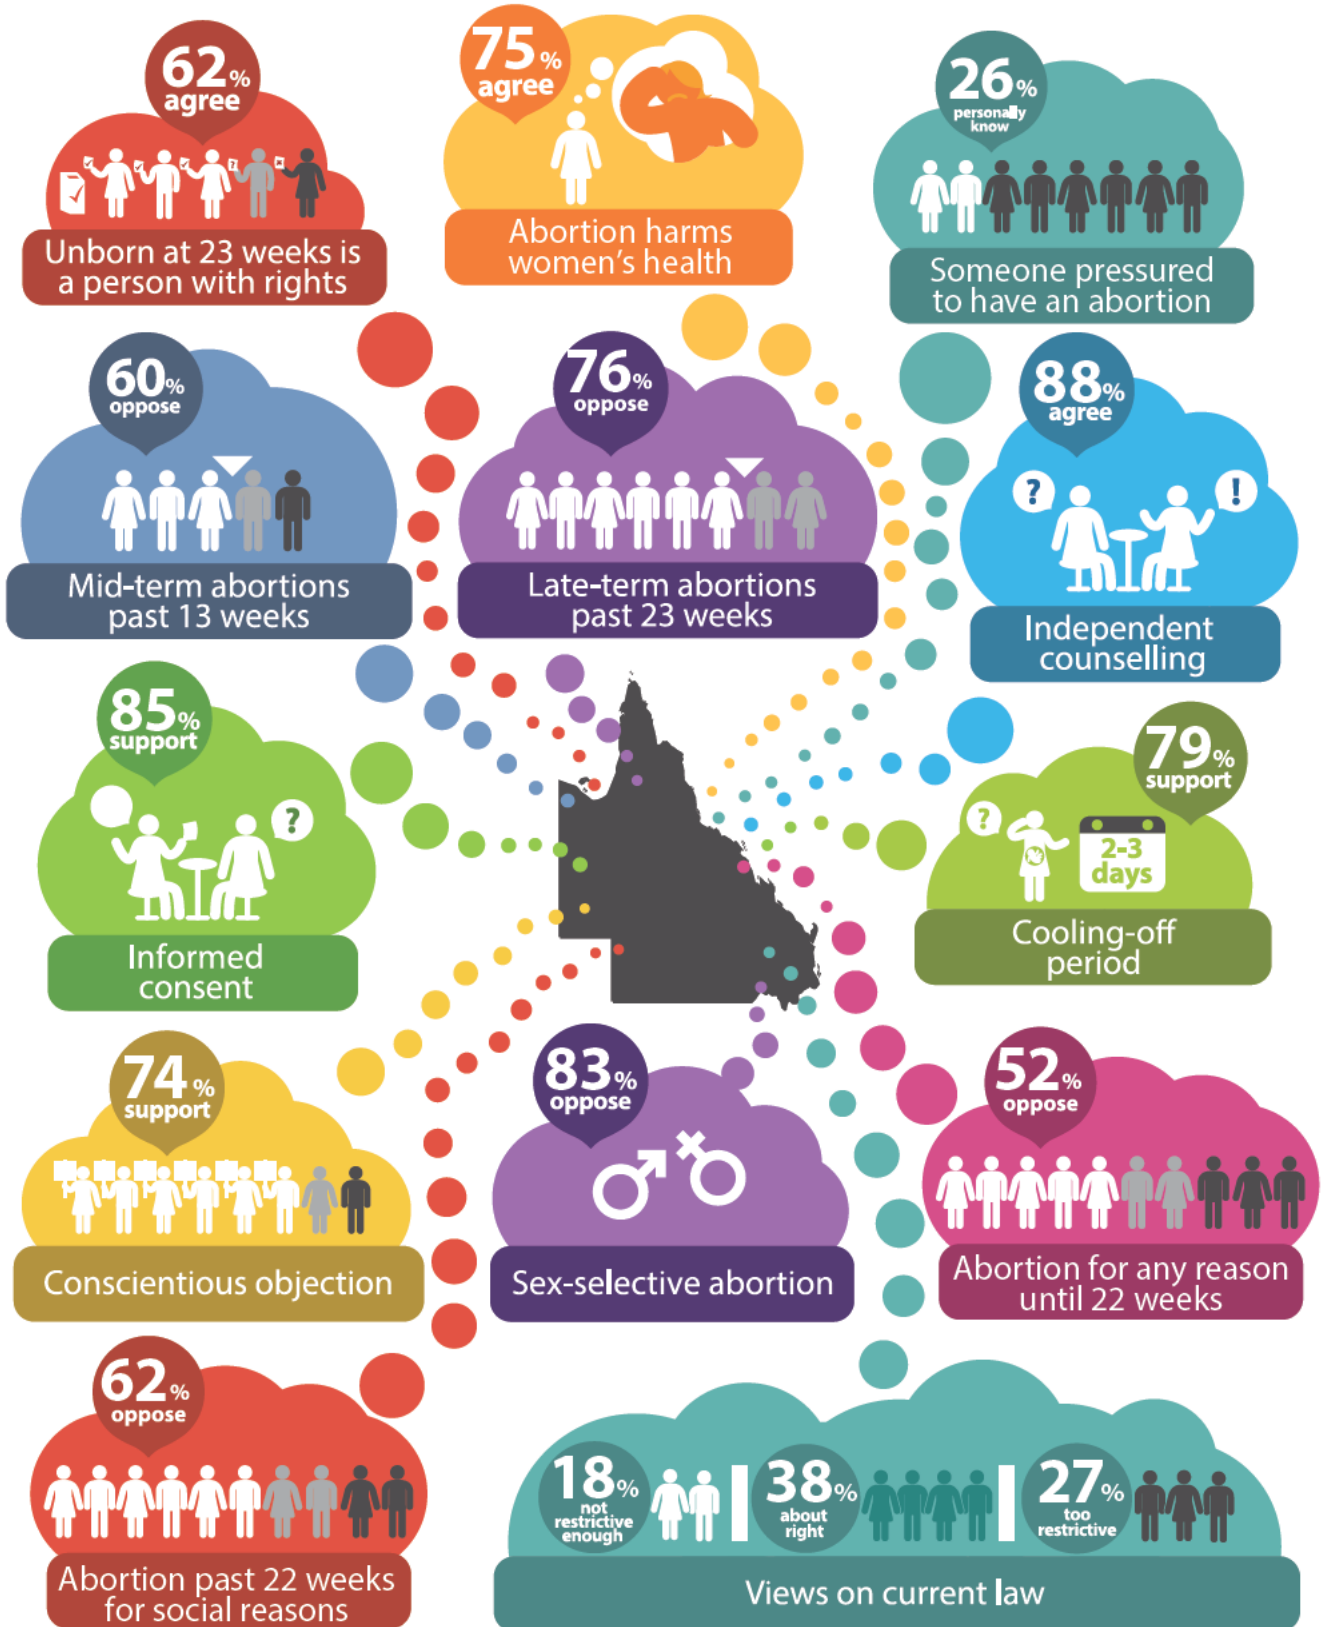 62%
agree
Unborn at 23 weeks is
a person with rights
75%
agree
Abortion harms
women's health
26%
personally
know
Someone pressured
to have an abortion
60%
oppose
Mid-term abortions
past 13 weeks
76%
oppose
Late-term abortions
past 23 weeks
88%
agree
?
!
Independent
counselling
85%
support
?
Informed
consent
79%
support
?
2-3
days
Cooling-off
period
74%
support
Conscientious objection
83%
oppose
Sex-selective abortion
52%
oppose
Abortion for any reason
until 22 weeks
62%
oppose
Abortion past 22 weeks
for social reasons
18%
not
restrictive
enough
38%
about
right
27%
too
restrictive
Views on current law